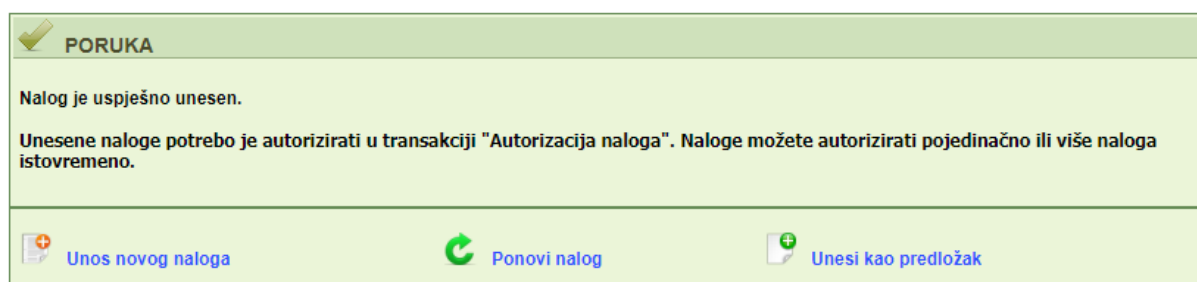 PORUKA
Nalog je uspješno unesen.
Unesene naloge potrebo je autorizirati u transakciji "Autorizacija naloga". Naloge možete autorizirati pojedinačno ili više naloga
istovremeno.
Unos novog naloga
Ponovi nalog
Unesi kao predložak